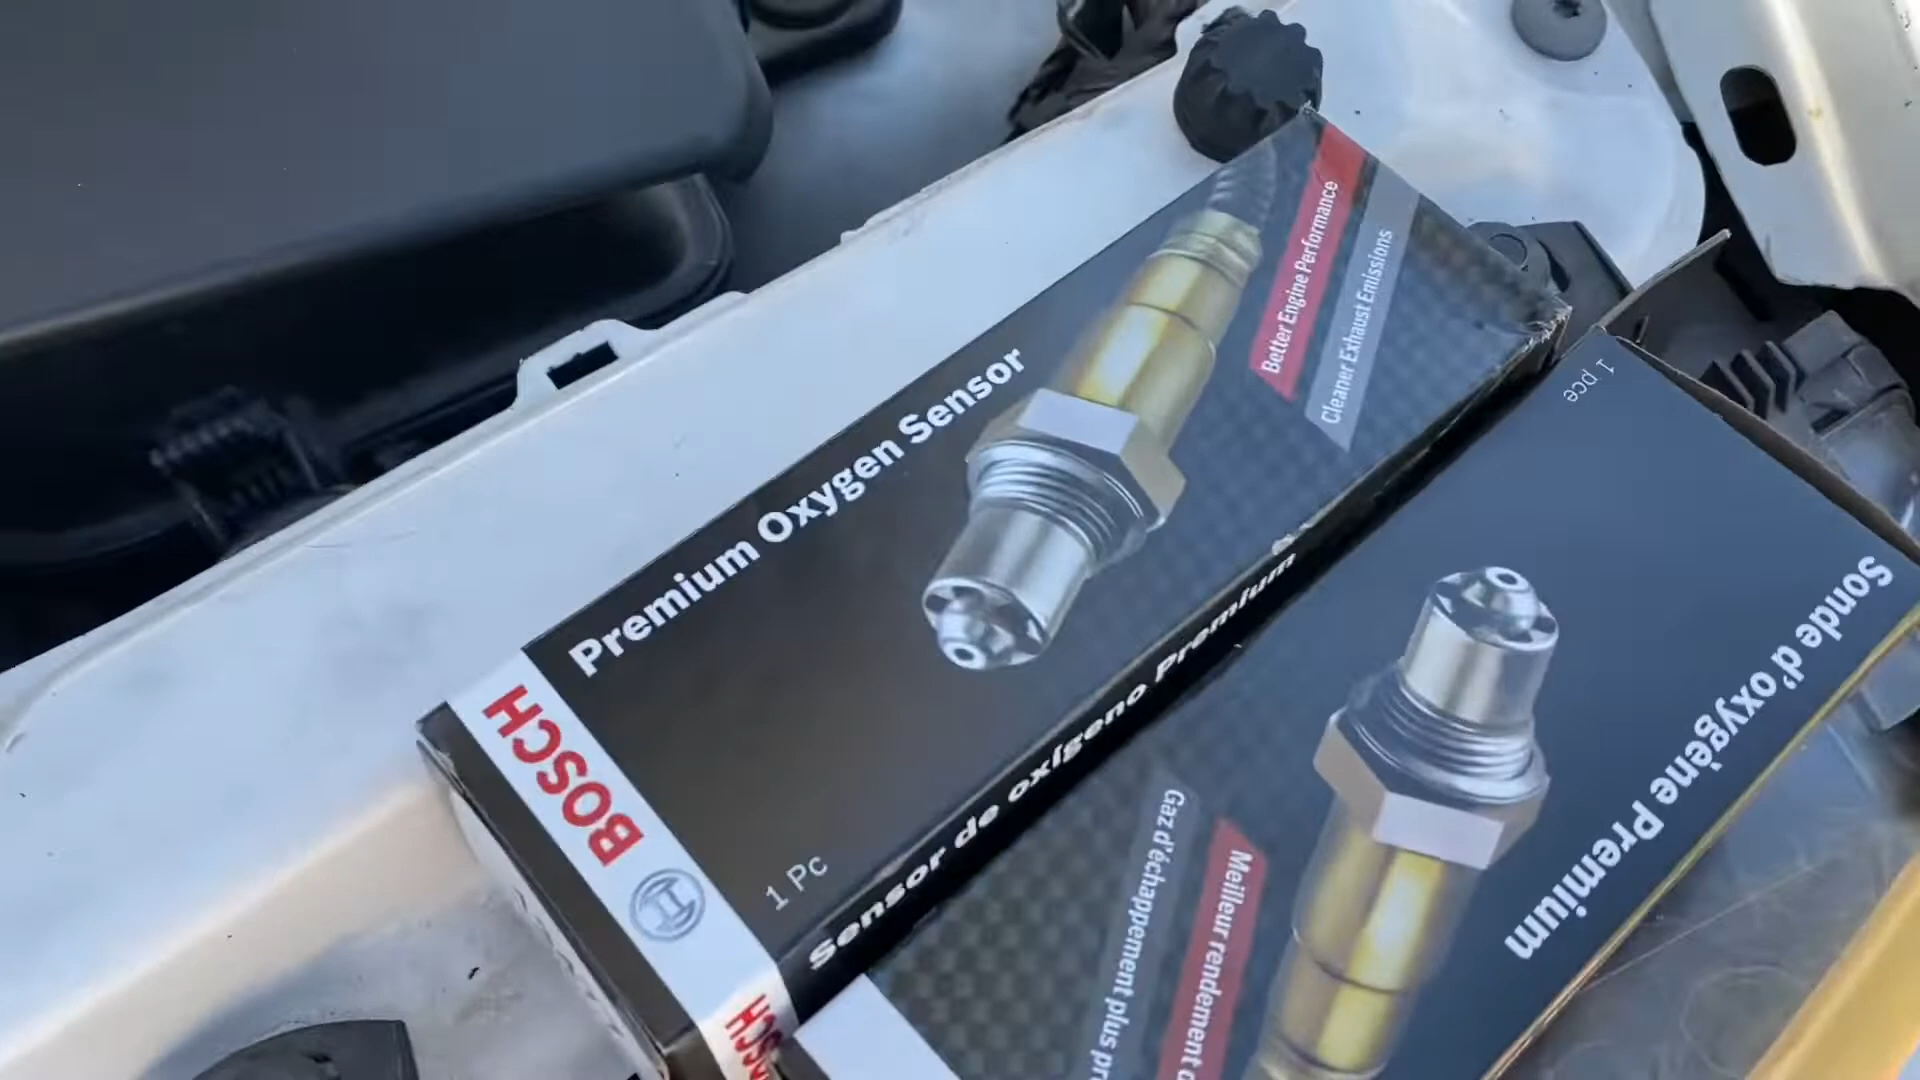 Premium Oxygen Sensor
Better Engine Performance
Cleaner Exhaust Emissions
BOSCH
1 Pc
Sensor de oxígeno Premium
BOSCH
1 pce
Sonde d'oxygène Premium
Meilleur rendement
Gaz d'échappement plus